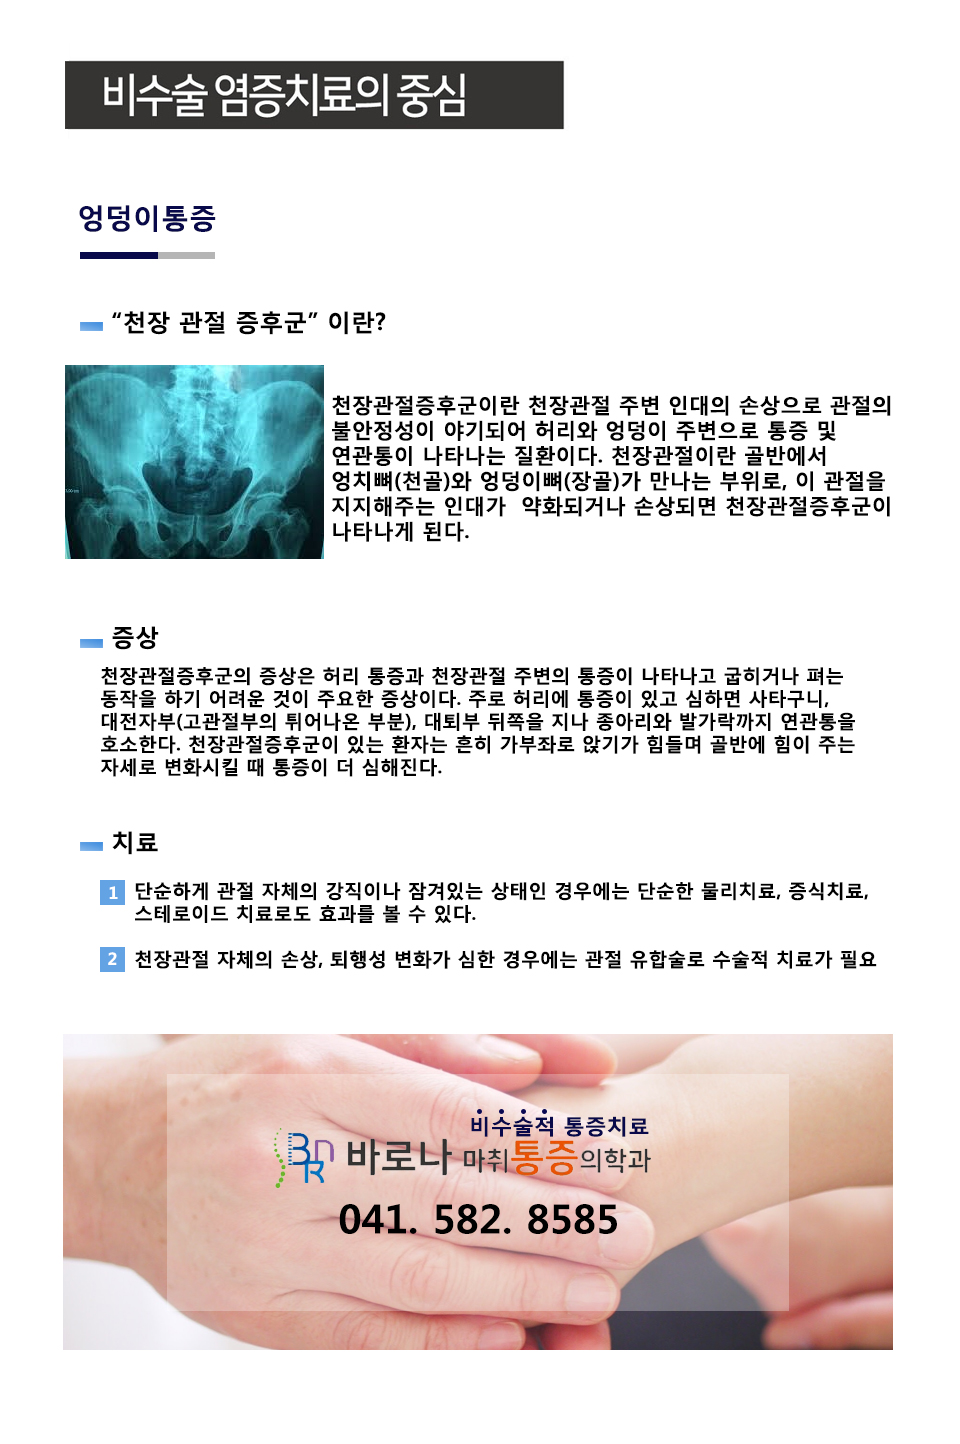 비수술 염증치료의 중심
엉덩이통증
“천장 관절 증후군” 이란?
천장관절증후군이란 천장관절 주변 인대의 손상으로 관절의
불안정성이 야기되어 허리와 엉덩이 주변으로 통증 및
연관통이 나타나는 질환이다. 천장관절이란 골반에서
엉치뼈(천골)와 엉덩이뼈(장골)가 만나는 부위로, 이 관절을
지지해주는 인대가 약화되거나 손상되면 천장관절증후군이
나타나게 된다.
증상
천장관절증후군의 증상은 허리 통증과 천장관절 주변의 통증이 나타나고 굽히거나 펴는
동작을 하기 어려운 것이 주요한 증상이다. 주로 허리에 통증이 있고 심하면 사타구니,
대전자부(고관절부의 튀어나온 부분), 대퇴부 뒤쪽을 지나 종아리와 발가락까지 연관통을
호소한다. 천장관절증후군이 있는 환자는 흔히 가부좌로 앉기가 힘들며 골반에 힘이 주는
자세로 변화시킬 때 통증이 더 심해진다.
치료
1 단순하게 관절 자체의 강직이나 잠겨있는 상태인 경우에는 단순한 물리치료, 증식치료,
스테로이드 치료로도 효과를 볼 수 있다.
2 천장관절 자체의 손상, 퇴행성 변화가 심한 경우에는 관절 유합술로 수술적 치료가 필요
비수술적 통증치료
바로나 마취통증의학과
041. 582. 8585